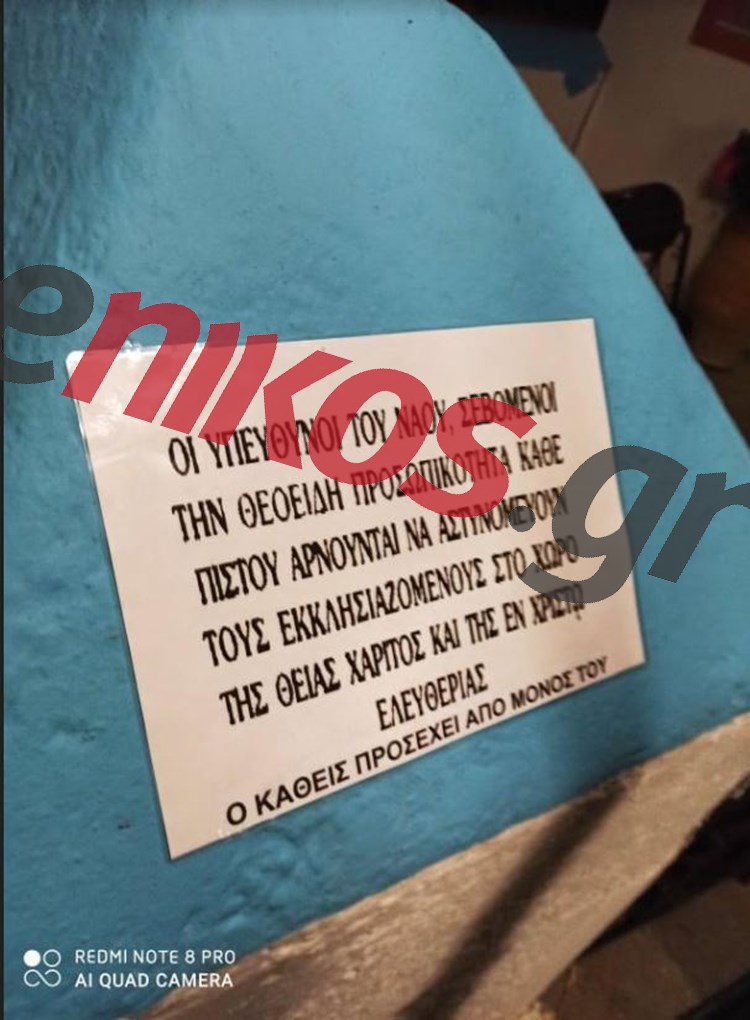 enikos.gr
ΟΙ ΥΠΕΥΘΥΝΟΙ ΤΟΥ ΝΑΟΥ, ΣΕΒΟΜΕΝΟΙ
ΤΗΝ ΘΕΟΕΙΔΗ ΠΡΟΣΩΠΙΚΟΤΗΤΑ ΚΑΘΕ
ΠΙΣΤΟΥ ΑΡΝΟΥΝΤΑΙ ΝΑ ΑΣΤΥΝΟΜΕΥΟΥΝ
ΤΟΥΣ ΕΚΚΛΗΣΙΑΖΟΜΕΝΟΥΣ ΣΤΟ ΧΩΡΟ
ΤΗΣ ΘΕΙΑΣ ΧΑΡΙΤΟΣ ΚΑΙ ΤΗΣ ΕΝ ΧΡΙΣΤῼ
ΕΛΕΥΘΕΡΙΑΣ
Ο ΚΑΘΕΙΣ ΠΡΟΣΕΧΕΙ ΑΠΟ ΜΟΝΟΣ ΤΟΥ
REDMI NOTE 8 PRO
AI QUAD CAMERA